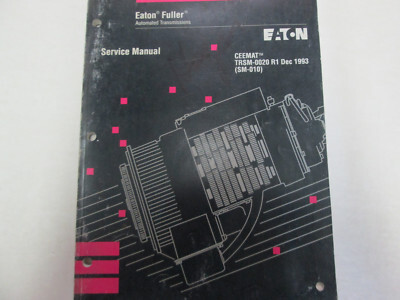 Eaton® Fuller®
Automated Transmissions
EATON
Service Manual
CEEMAT™
TRSM-0020 R1 Dec 1993
(SM-010)